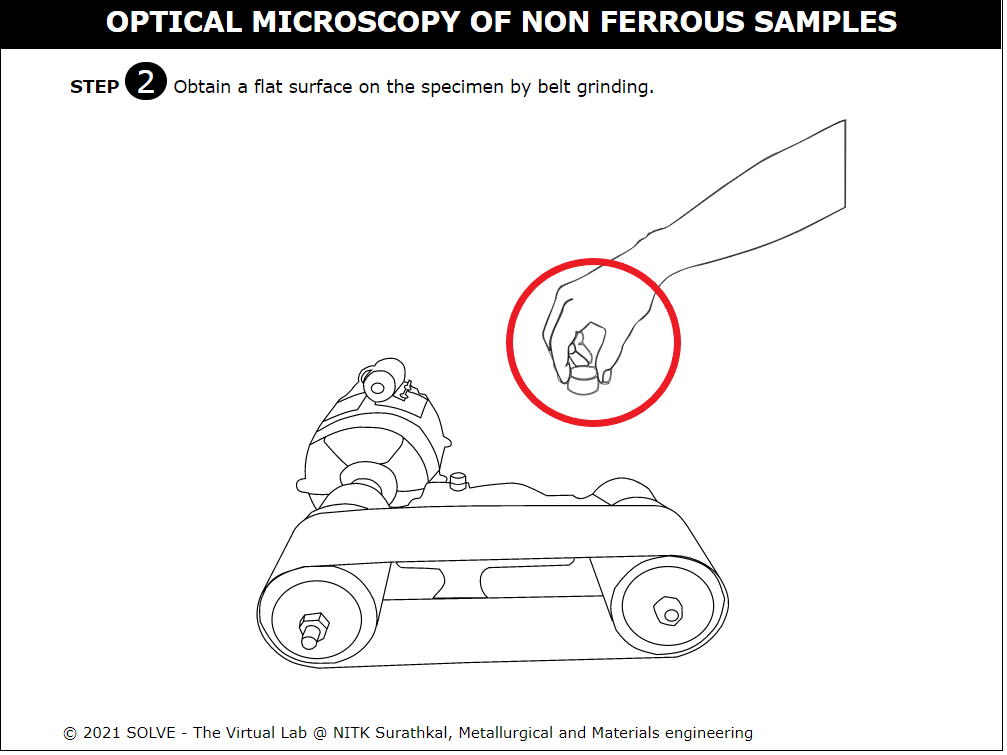 OPTICAL MICROSCOPY OF NON FERROUS SAMPLES
STEP 2 Obtain a flat surface on the specimen by belt grinding.
© 2021 SOLVE - The Virtual Lab @ NITK Surathkal, Metallurgical and Materials engineering